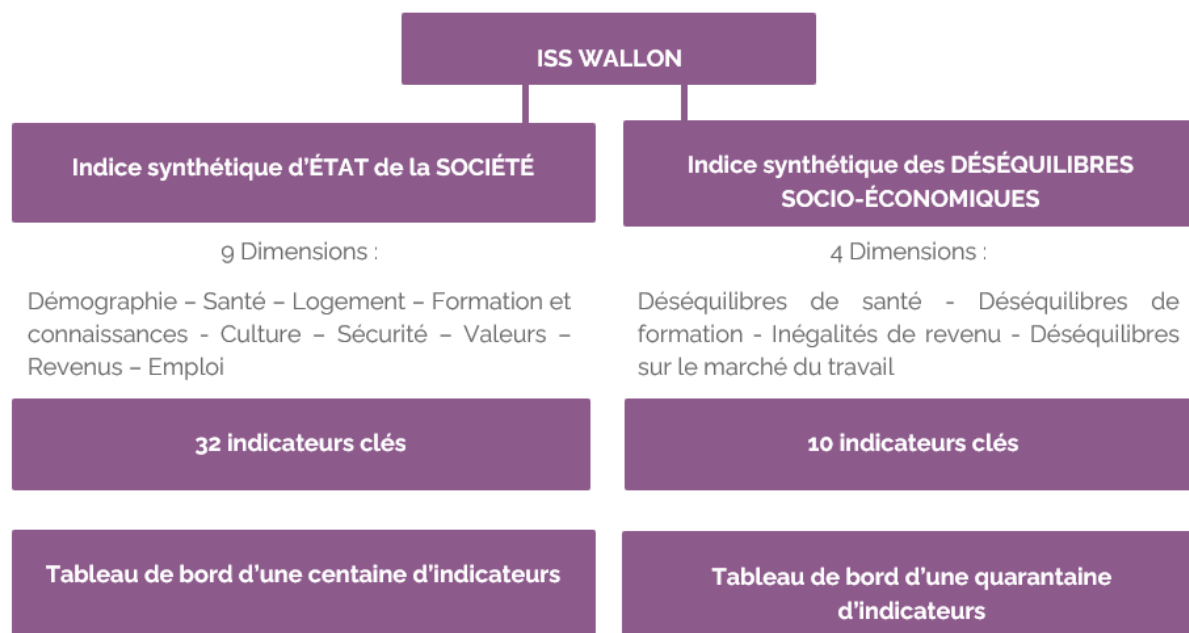 ISS WALLON
Indice synthétique d'ÉTAT de la SOCIÉTÉ
9 Dimensions :
Démographie – Santé – Logement – Formation et
connaissances - Culture – Sécurité – Valeurs –
Revenus – Emploi
32 indicateurs clés
Tableau de bord d'une centaine d'indicateurs
Indice synthétique des DÉSÉQUILIBRES
SOCIO-ÉCONOMIQUES
4 Dimensions :
Déséquilibres de santé - Déséquilibres de
formation - Inégalités de revenu - Déséquilibres
sur le marché du travail
10 indicateurs clés
Tableau de bord d'une quarantaine
d'indicateurs